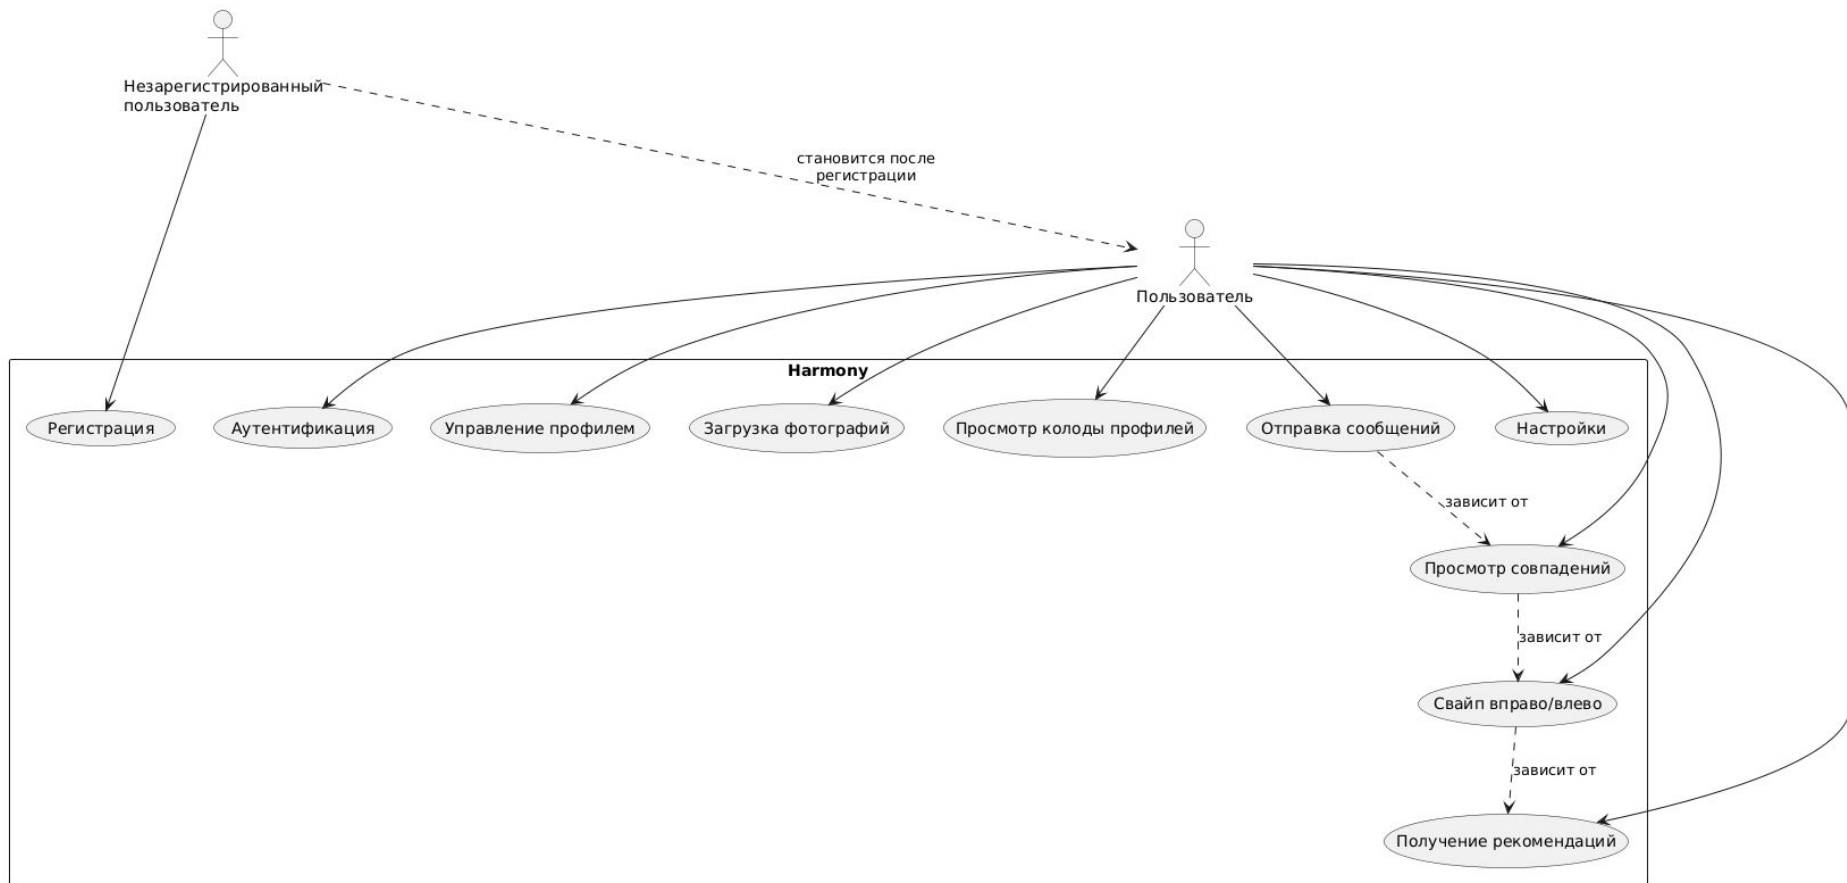 Незарегистрированный
пользователь
становится после
регистрации
Пользователь
Harmony
Регистрация
Аутентификация
Управление профилем
Загрузка фотографий
Просмотр колоды профилей
Отправка сообщений
Настройки
зависит от
Просмотр совпадений
зависит от
Свайп вправо/влево
зависит от
Получение рекомендаций